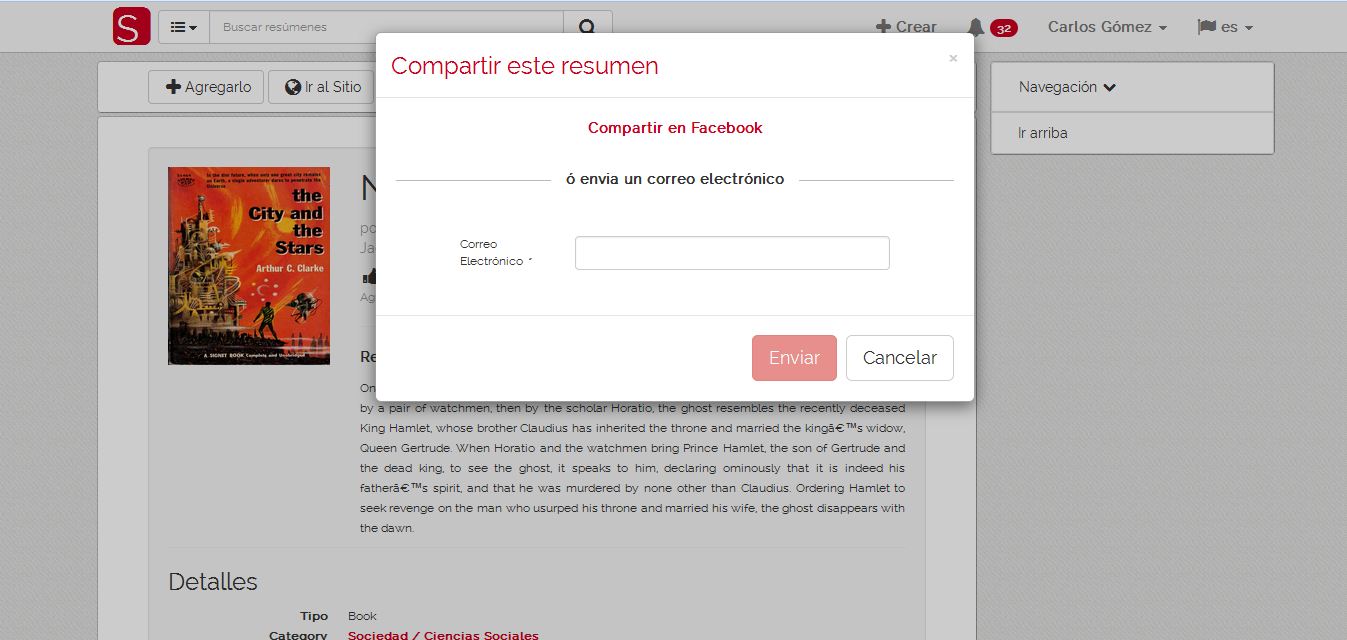 S
Buscar resúmenes
Crear
32
Carlos Gómez
es
Agregarlo
Ir al Sitio
Compartir este resumen
×
Compartir en Facebook
ó envia un correo electrónico
Correo
Electrónico *
Enviar
Cancelar
Navegación
Ir arriba
In the dim future, when only one great city remains
on Earth, a single adventurer dares to penetrate the
Universe
the
City and
the
Stars
Arthur C. Clarke
A SIGNET BOOK Complete and Unabridged
N
po
Ja
Ag
Re
On
by a pair of watchmen, then by the scholar Horatio, the ghost resembles the recently deceased
King Hamlet, whose brother Claudius has inherited the throne and married the kingâ€™s widow,
Queen Gertrude. When Horatio and the watchmen bring Prince Hamlet, the son of Gertrude and
the dead king, to see the ghost, it speaks to him, declaring ominously that it is indeed his
fatherâ€™s spirit, and that he was murdered by none other than Claudius. Ordering Hamlet to
seek revenge on the man who usurped his throne and married his wife, the ghost disappears with
the dawn.
Detalles
Tipo Book
Category Sociedad / Ciencias Sociales